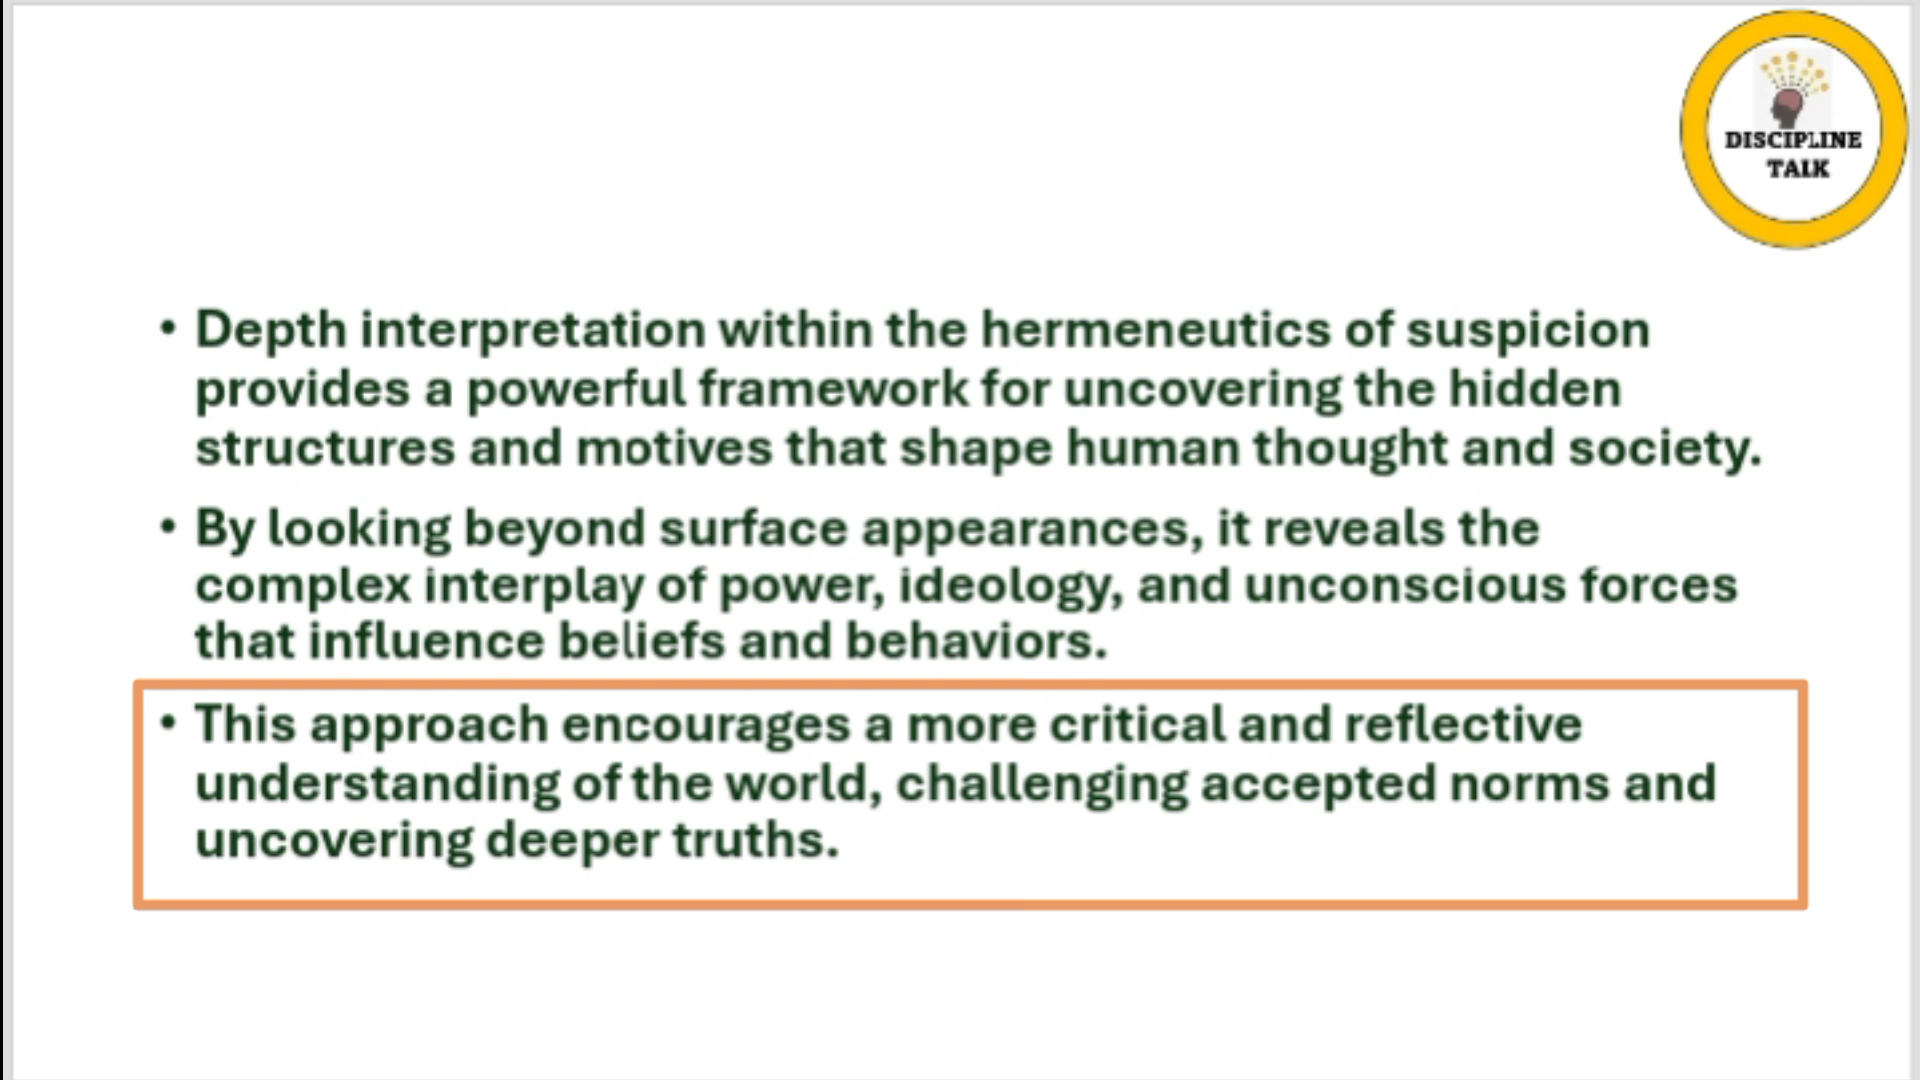 DISCIPLINE
TALK
• Depth interpretation within the hermeneutics of suspicion
provides a powerful framework for uncovering the hidden
structures and motives that shape human thought and society.
• By looking beyond surface appearances, it reveals the
complex interplay of power, ideology, and unconscious forces
that influence beliefs and behaviors.
• This approach encourages a more critical and reflective
understanding of the world, challenging accepted norms and
uncovering deeper truths.